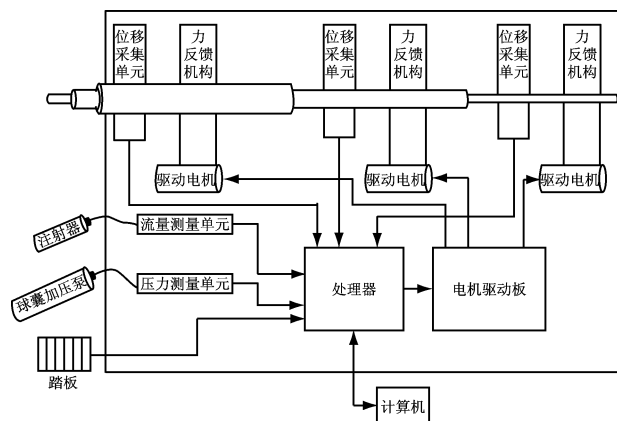 位移
采集
单元
力
反馈
机构
位移
采集
单元
力
反馈
机构
位移
采集
单元
力
反馈
机构
驱动电机
驱动电机
驱动电机
注射器
流量测量单元
球囊加压泵
压力测量单元
处理器
电机驱动板
踏板
计算机